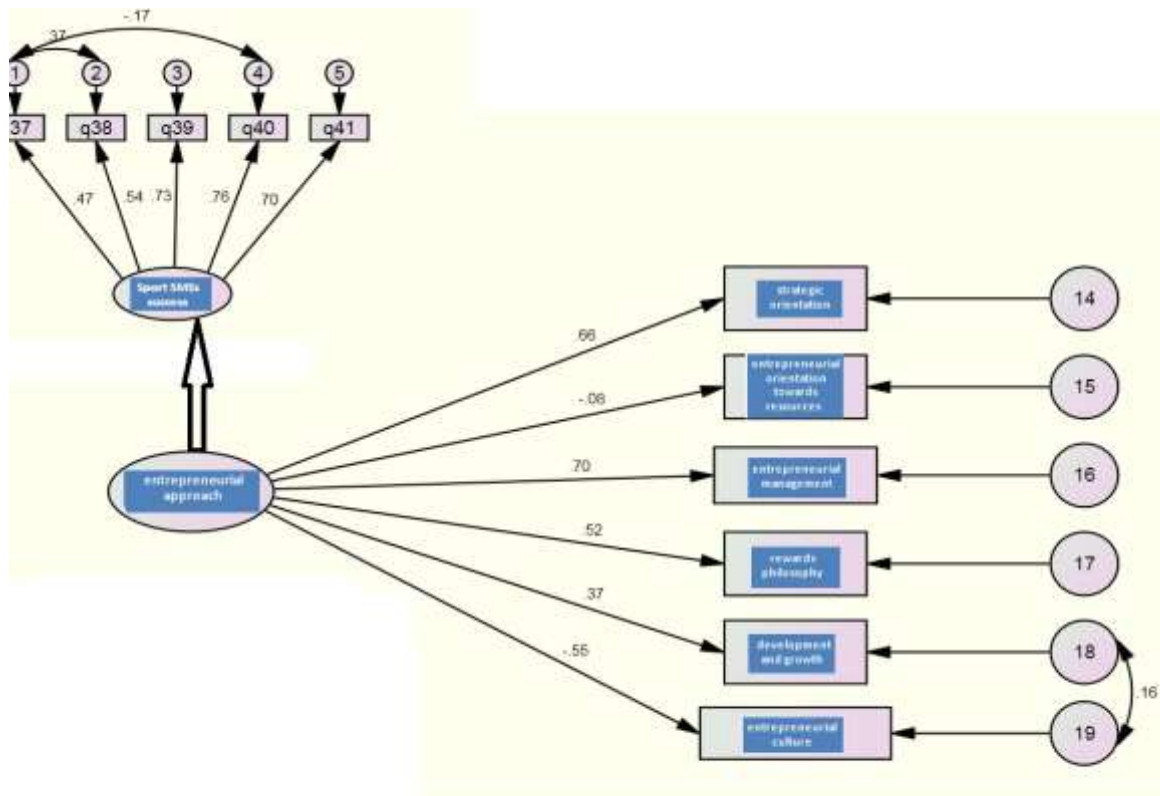 -.17
.37
1 2 3 4 5
37 q38 q39 q40 q41
.47 .54 .73 .76 .70
Sport SMEs
success
strategic
orientation
14
.66
entrepreneurial
orientation
towards
resources
15
-.08
entrepreneurial
approach
.70
entrepreneurial
management
16
.52
rewards
philosophy
17
.37
development
and growth
18
-.55
.16
entrepreneurial
culture
19